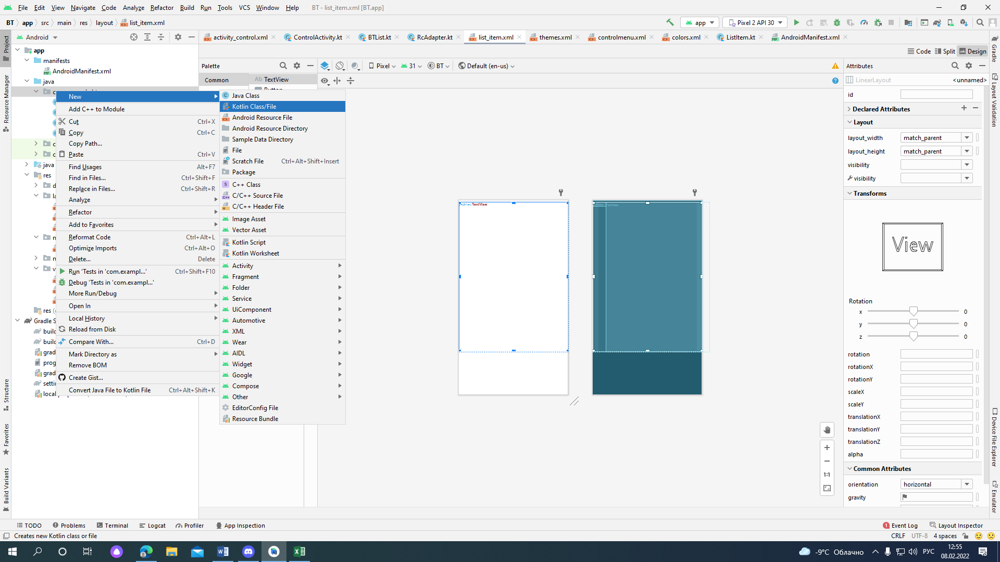 File Edit View Navigate Code Analyze Refactor Build Run Tools VCS Window Help BT - list_item.xml [BT.app]
BT app src main res layout list_item.xml
app Pixel 2 API 30
Android
activity_control.xml ControlActivity.kt BTList.kt RcAdapter.kt list_item.xml themes.xml controlmenu.xml colors.xml ListItem.kt AndroidManifest.xml
Code Split Design
Project
Resource Manager
Structure
Favorites
Build Variants
app
manifests
AndroidManifest.xml
java
java
res
res
Gradle S
Palette
Common
Ab TextView
Pixel 31 BT Default (en-us)
New
Add C++ to Module
Cut Ctrl+X
Copy Ctrl+C
Copy Path...
Paste Ctrl+V
Find Usages Alt+F7
Find in Files... Ctrl+Shift+F
Replace in Files... Ctrl+Shift+R
Analyze
Refactor
Add to Favorites
Reformat Code Ctrl+Alt+L
Optimize Imports Ctrl+Alt+O
Delete... Delete
Run 'Tests in 'com.exampl...' Ctrl+Shift+F10
Debug 'Tests in 'com.exampl...'
More Run/Debug
Open In
Local History
Reload from Disk
Compare With... Ctrl+D
Mark Directory as
Remove BOM
Create Gist...
Convert Java File to Kotlin File Ctrl+Alt+Shift+K
Java Class
Kotlin Class/File
Android Resource File
Android Resource Directory
Sample Data Directory
File
Scratch File Ctrl+Alt+Shift+Insert
Package
C++ Class
C/C++ Source File
C/C++ Header File
Image Asset
Vector Asset
Kotlin Script
Kotlin Worksheet
Activity
Fragment
Folder
Service
UiComponent
Automotive
XML
Wear
AIDL
Widget
Google
Compose
Other
EditorConfig File
Resource Bundle
TextView
TextView
1:1
Attributes
LinearLayout <unnamed>
id
Declared Attributes
Layout
layout_width match_parent
layout_height match_parent
visibility
visibility
Transforms
View
Rotation
x 0
y 0
z 0
rotation
rotationX
rotationY
scaleX
scaleY
translationX
translationY
translationZ
alpha
Common Attributes
orientation horizontal
gravity
Gradle
Layout Validation
Device File Explorer
Emulator
TODO Problems Terminal Logcat Profiler App Inspection 1 Event Log Layout Inspector
Creates new Kotlin class or file CRLF UTF-8 4 spaces
-9°C Облачно РУС 12:55
08.02.2022